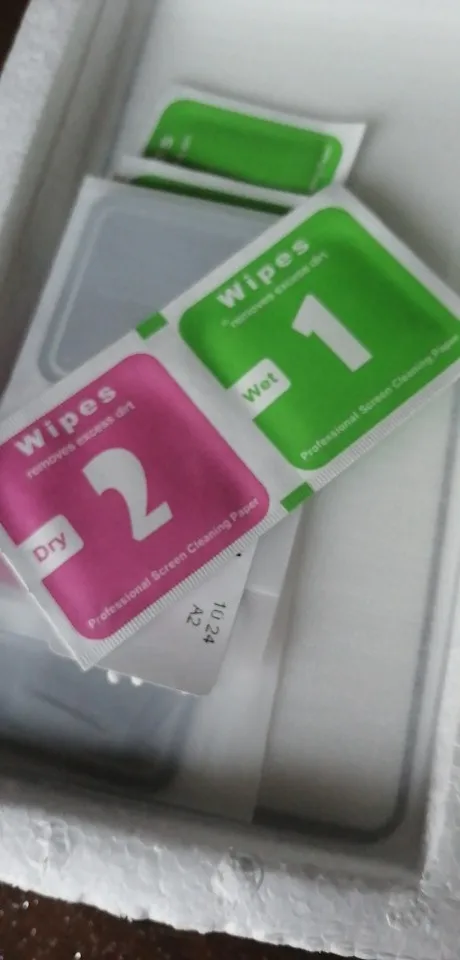 Wipes
removes excess dirt
1
Wet
Professional Screen Cleaning Paper
Wipes
removes excess dirt
2
Dry
Professional Screen Cleaning Paper
10 24
A2